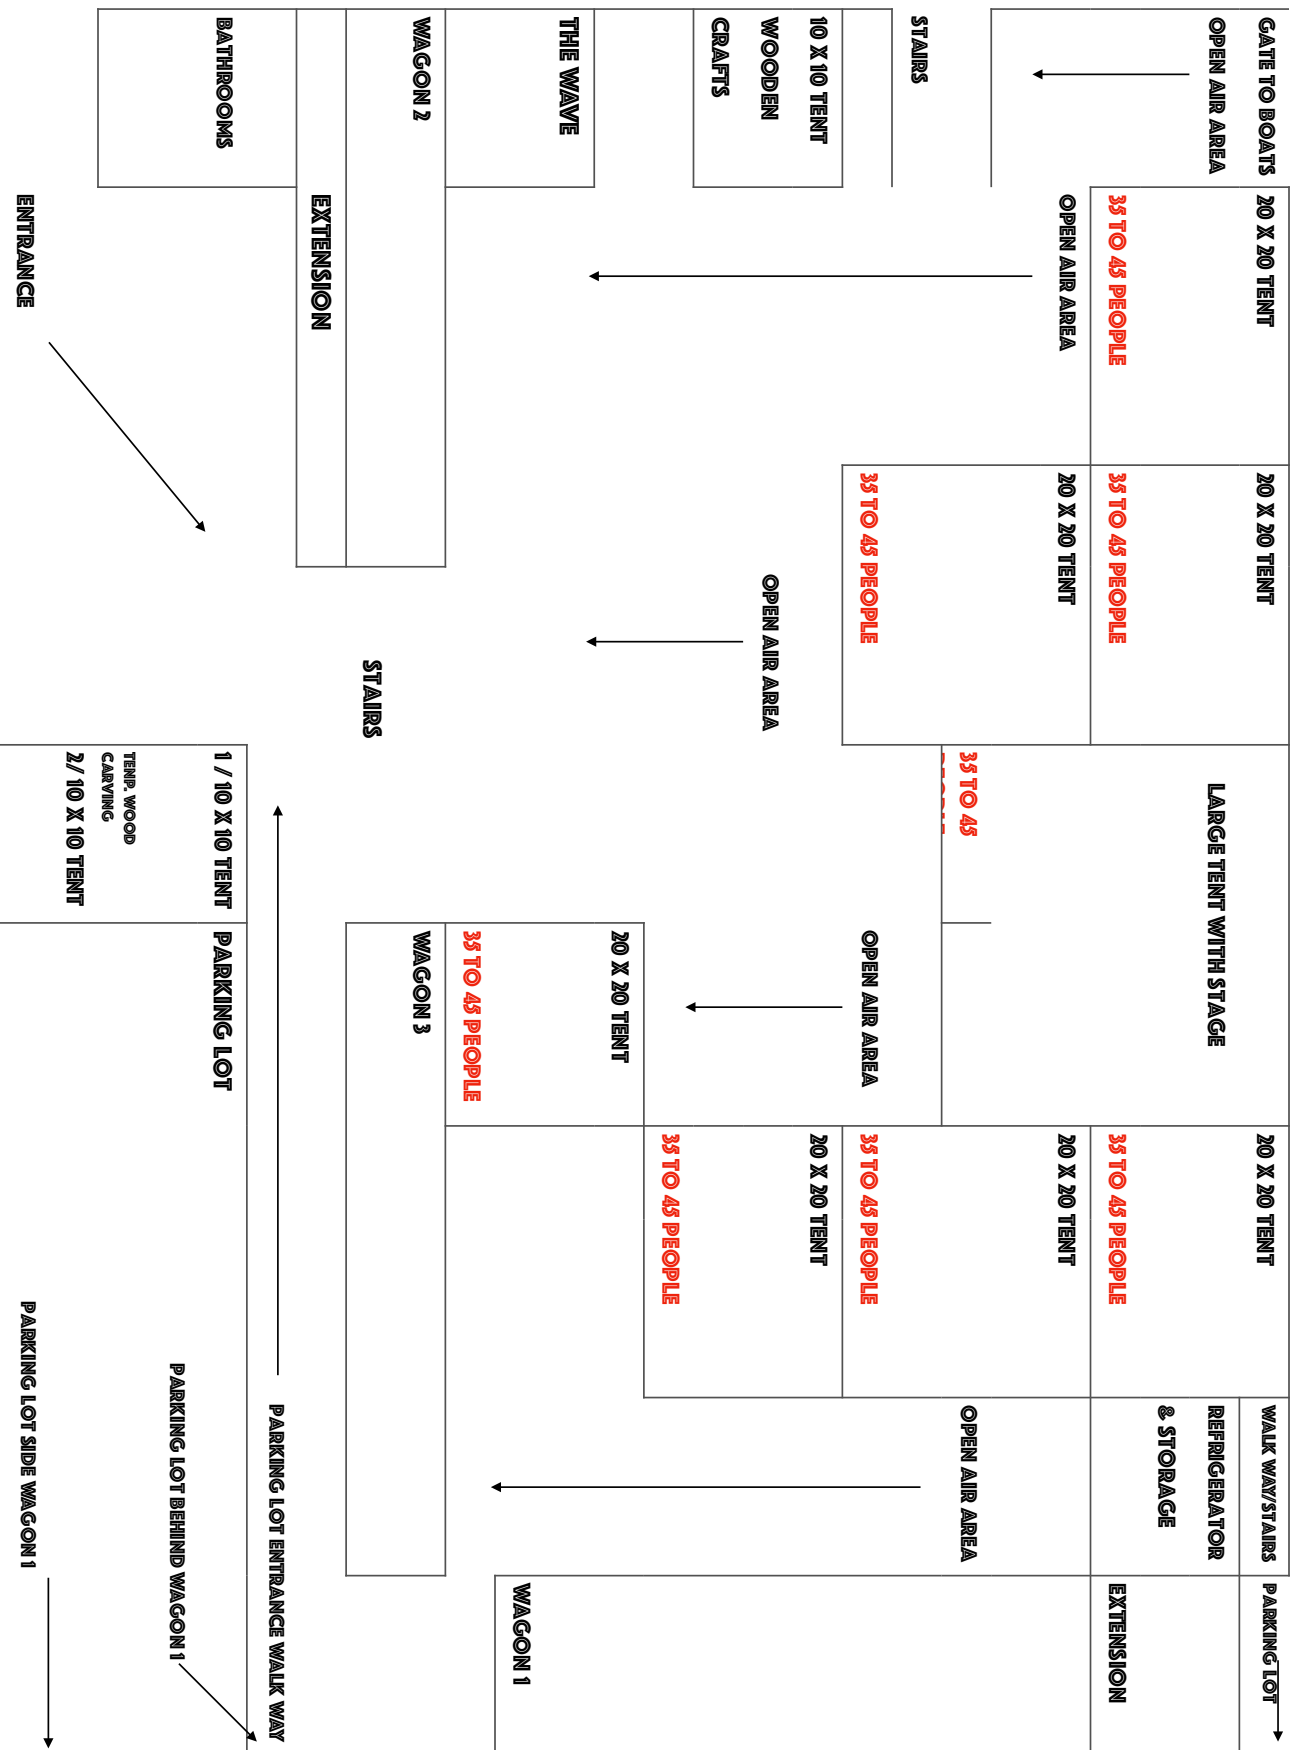 GATE TO BOATS
OPEN AIR AREA
20 X 20 TENT
35 TO 45 PEOPLE
20 X 20 TENT
35 TO 45 PEOPLE
LARGE TENT WITH STAGE
35 TO 45
20 X 20 TENT
35 TO 45 PEOPLE
WALK WAY/STAIRS
PARKING LOT
REFRIGERATOR
& STORAGE
EXTENSION
OPEN AIR AREA
20 X 20 TENT
35 TO 45 PEOPLE
20 X 20 TENT
35 TO 45 PEOPLE
OPEN AIR AREA
STAIRS
OPEN AIR AREA
10 X 10 TENT
WOODEN
CRAFTS
OPEN AIR AREA
20 X 20 TENT
35 TO 45 PEOPLE
20 X 20 TENT
35 TO 45 PEOPLE
THE WAVE
WAGON 1
WAGON 2
WAGON 3
STAIRS
EXTENSION
PARKING LOT ENTRANCE WALK WAY
BATHROOMS
1 / 10 X 10 TENT
TENP. WOOD
CARVING
2/ 10 X 10 TENT
PARKING LOT
PARKING LOT BEHIND WAGON 1
ENTRANCE
PARKING LOT SIDE WAGON 1